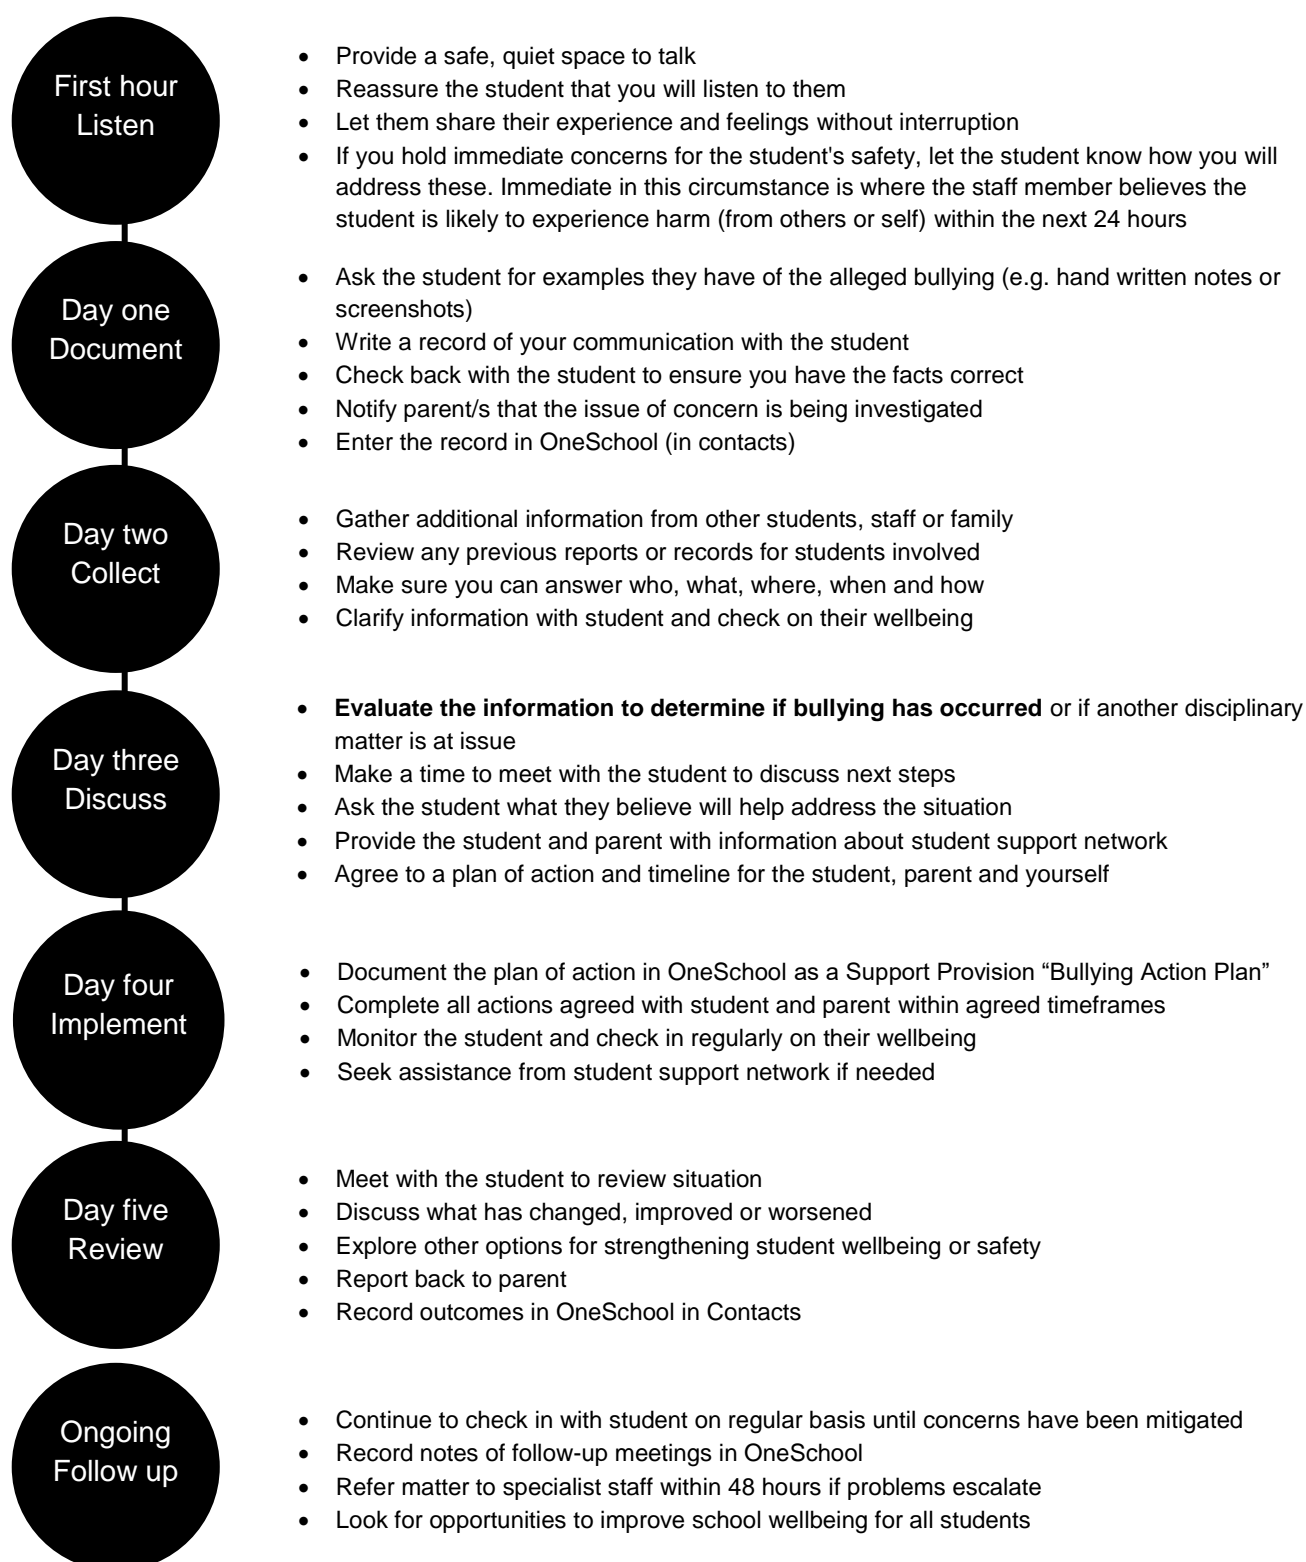 First hour
Listen
• Provide a safe, quiet space to talk
• Reassure the student that you will listen to them
• Let them share their experience and feelings without interruption
• If you hold immediate concerns for the student's safety, let the student know how you will
address these. Immediate in this circumstance is where the staff member believes the
student is likely to experience harm (from others or self) within the next 24 hours
Day one
Document
• Ask the student for examples they have of the alleged bullying (e.g. hand written notes or
screenshots)
• Write a record of your communication with the student
• Check back with the student to ensure you have the facts correct
• Notify parent/s that the issue of concern is being investigated
• Enter the record in OneSchool (in contacts)
Day two
Collect
• Gather additional information from other students, staff or family
• Review any previous reports or records for students involved
• Make sure you can answer who, what, where, when and how
• Clarify information with student and check on their wellbeing
Day three
Discuss
• Evaluate the information to determine if bullying has occurred or if another disciplinary
matter is at issue
• Make a time to meet with the student to discuss next steps
• Ask the student what they believe will help address the situation
• Provide the student and parent with information about student support network
• Agree to a plan of action and timeline for the student, parent and yourself
Day four
Implement
• Document the plan of action in OneSchool as a Support Provision “Bullying Action Plan”
• Complete all actions agreed with student and parent within agreed timeframes
• Monitor the student and check in regularly on their wellbeing
• Seek assistance from student support network if needed
Day five
Review
• Meet with the student to review situation
• Discuss what has changed, improved or worsened
• Explore other options for strengthening student wellbeing or safety
• Report back to parent
• Record outcomes in OneSchool in Contacts
Ongoing
Follow up
• Continue to check in with student on regular basis until concerns have been mitigated
• Record notes of follow-up meetings in OneSchool
• Refer matter to specialist staff within 48 hours if problems escalate
• Look for opportunities to improve school wellbeing for all students